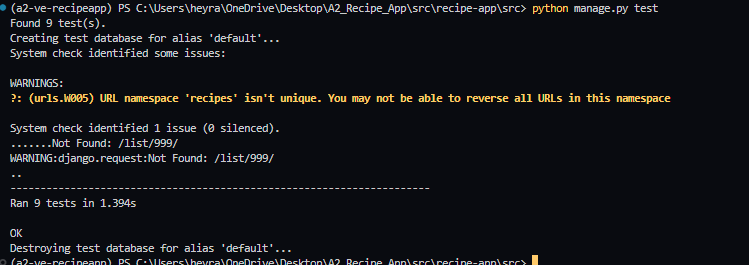 (a2-ve-recipeapp) PS C:\Users\heyra\OneDrive\Desktop\A2_Recipe_App\src\recipe-app\src> python manage.py test
Found 9 test(s).
Creating test database for alias 'default'...
System check identified some issues:
WARNINGS:
?: (urls.W005) URL namespace 'recipes' isn't unique. You may not be able to reverse all URLs in this namespace
System check identified 1 issue (0 silenced).
.......Not Found: /list/999/
WARNING:django.request:Not Found: /list/999/
..
----------------------------------------------------------------------
Ran 9 tests in 1.394s
OK
Destroying test database for alias 'default'...
(a2-ve-recipeapp) PS C:\Users\heyra\OneDrive\Desktop\A2_Recipe_App\src\recipe-app\src>